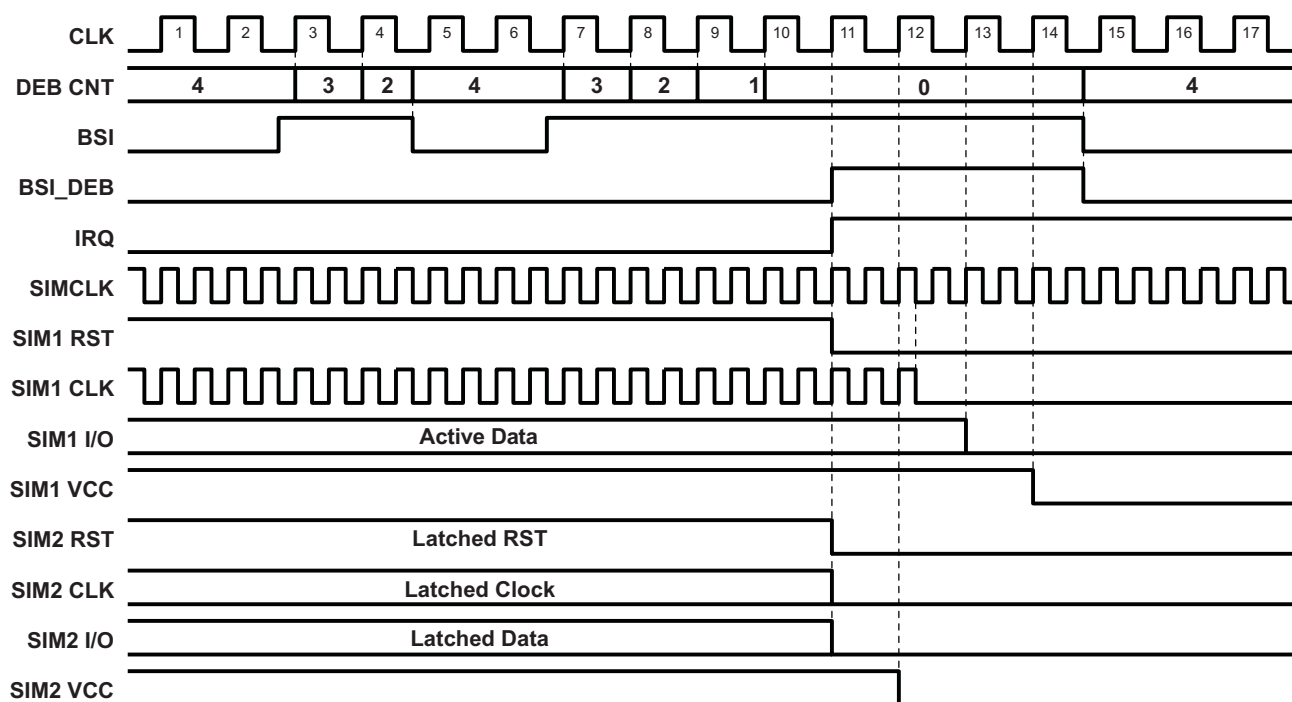 CLK 1 2 3 4 5 6 7 8 9 10 11 12 13 14 15 16 17
DEB CNT 4 3 2 4 3 2 1 0 4
BSI
BSI_DEB
IRQ
SIMCLK
SIM1 RST
SIM1 CLK
SIM1 I/O Active Data
SIM1 VCC
SIM2 RST Latched RST
SIM2 CLK Latched Clock
SIM2 I/O Latched Data
SIM2 VCC